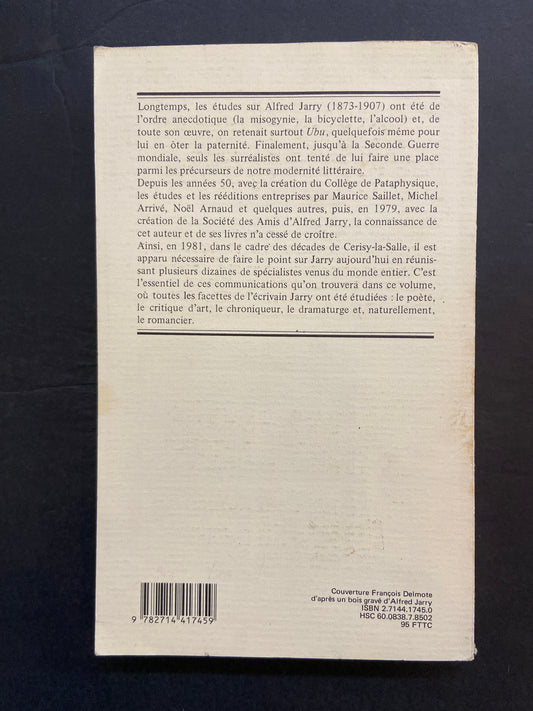 Longtemps, les études sur Alfred Jarry (1873-1907) ont été de
l'ordre anecdotique (la misogynie, la bicyclette, l'alcool) et, de
toute son œuvre, on retenait surtout Ubu, quelquefois même pour
lui en ôter la paternité. Finalement, jusqu'à la Seconde Guerre
mondiale, seuls les surréalistes ont tenté de lui faire une place
parmi les précurseurs de notre modernité littéraire.
Depuis les années 50, avec la création du Collège de Pataphysique,
les études et les rééditions entreprises par Maurice Saillet, Michel
Arrivé, Noël Arnaud et quelques autres, puis, en 1979, avec la
création de la Société des Amis d'Alfred Jarry, la connaissance de
cet auteur et de ses livres n'a cessé de croître.
Ainsi, en 1981, dans le cadre des décades de Cerisy-la-Salle, il est
apparu nécessaire de faire le point sur Jarry aujourd'hui en réunis-
sant plusieurs dizaines de spécialistes venus du monde entier. C'est
l'essentiel de ces communications qu'on trouvera dans ce volume,
où toutes les facettes de l'écrivain Jarry ont été étudiées : le poète,
le critique d'art, le chroniqueur, le dramaturge et, naturellement,
le romancier.
Couverture François Delmote
d'après un bois gravé d'Alfred Jarry
ISBN 2.7144.1745.0
HSC 60.0838.7.8502
95 FTTC
9 782714 417459